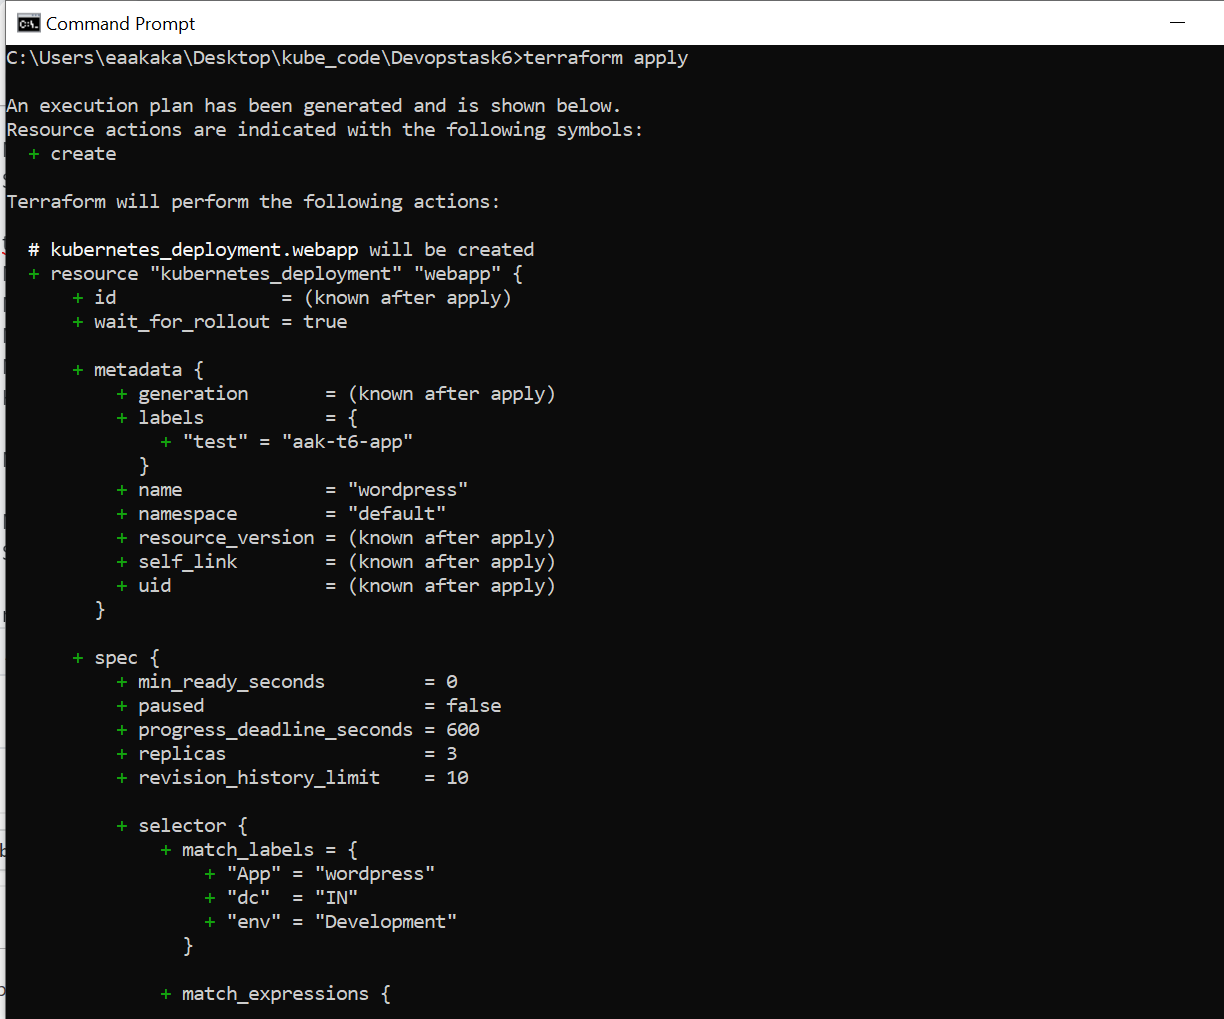 Command Prompt
C:\Users\eaakaka\Desktop\kube_code\Devopstask6>terraform apply
An execution plan has been generated and is shown below.
Resource actions are indicated with the following symbols:
  + create
Terraform will perform the following actions:
  # kubernetes_deployment.webapp will be created
  + resource "kubernetes_deployment" "webapp" {
      + id               = (known after apply)
      + wait_for_rollout = true
      + metadata {
          + generation       = (known after apply)
          + labels           = {
              + "test" = "aak-t6-app"
            }
          + name             = "wordpress"
          + namespace        = "default"
          + resource_version = (known after apply)
          + self_link        = (known after apply)
          + uid              = (known after apply)
        }
      + spec {
          + min_ready_seconds         = 0
          + paused                    = false
          + progress_deadline_seconds = 600
          + replicas                  = 3
          + revision_history_limit    = 10
          + selector {
              + match_labels = {
                  + "App" = "wordpress"
                  + "dc"  = "IN"
                  + "env" = "Development"
                }
              + match_expressions {